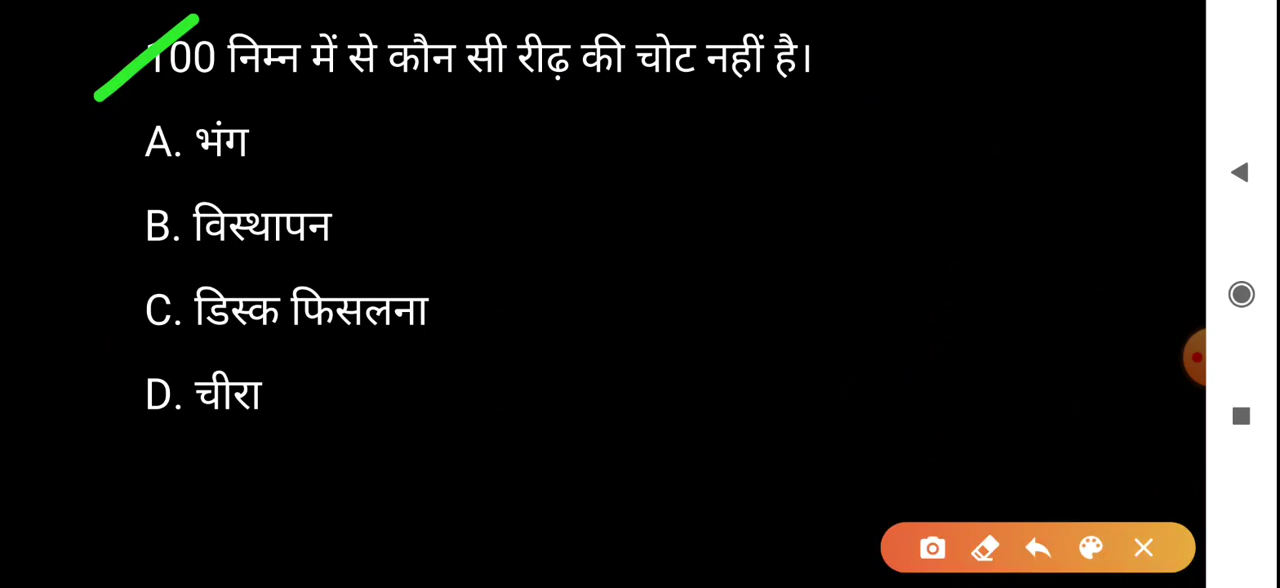 100 निम्न में से कौन सी रीढ़ की चोट नहीं है।
A. भंग
B. विस्थापन
C. डिस्क फिसलना
D. चीरा